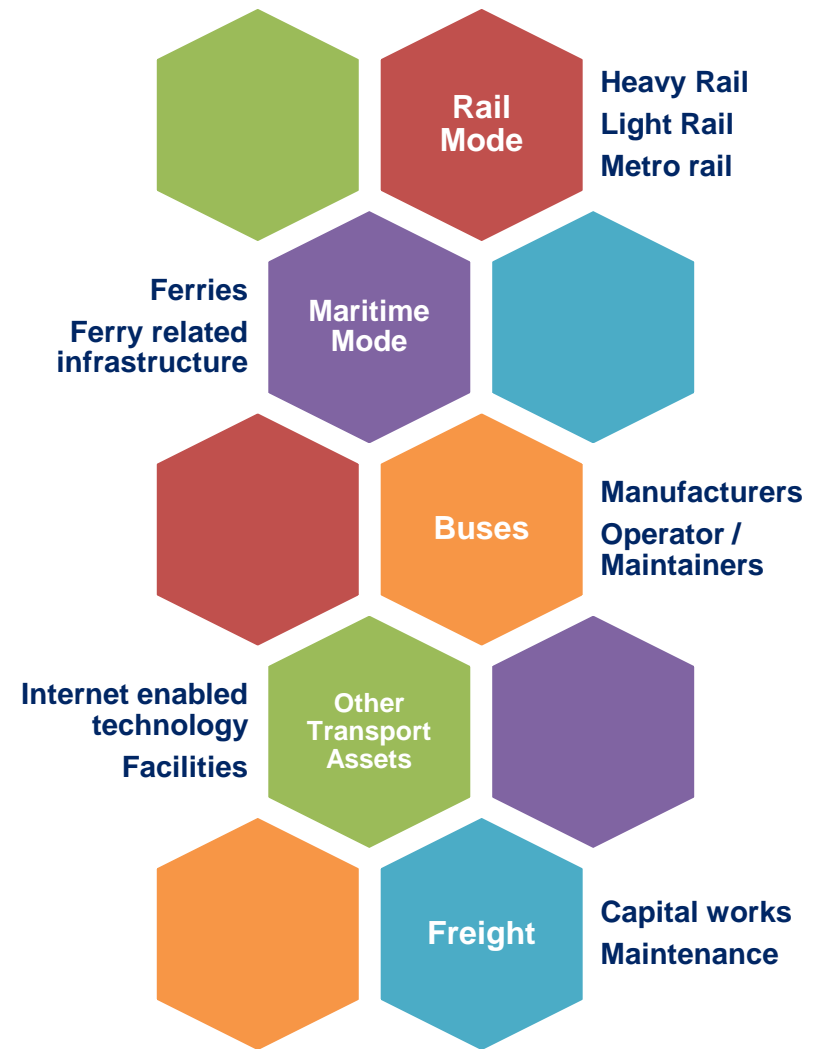 Rail
Mode
Heavy Rail
Light Rail
Metro rail
Ferries
Ferry related
infrastructure
Maritime
Mode
Buses
Manufacturers
Operator /
Maintainers
Internet enabled
technology
Facilities
Other
Transport
Assets
Freight
Capital works
Maintenance